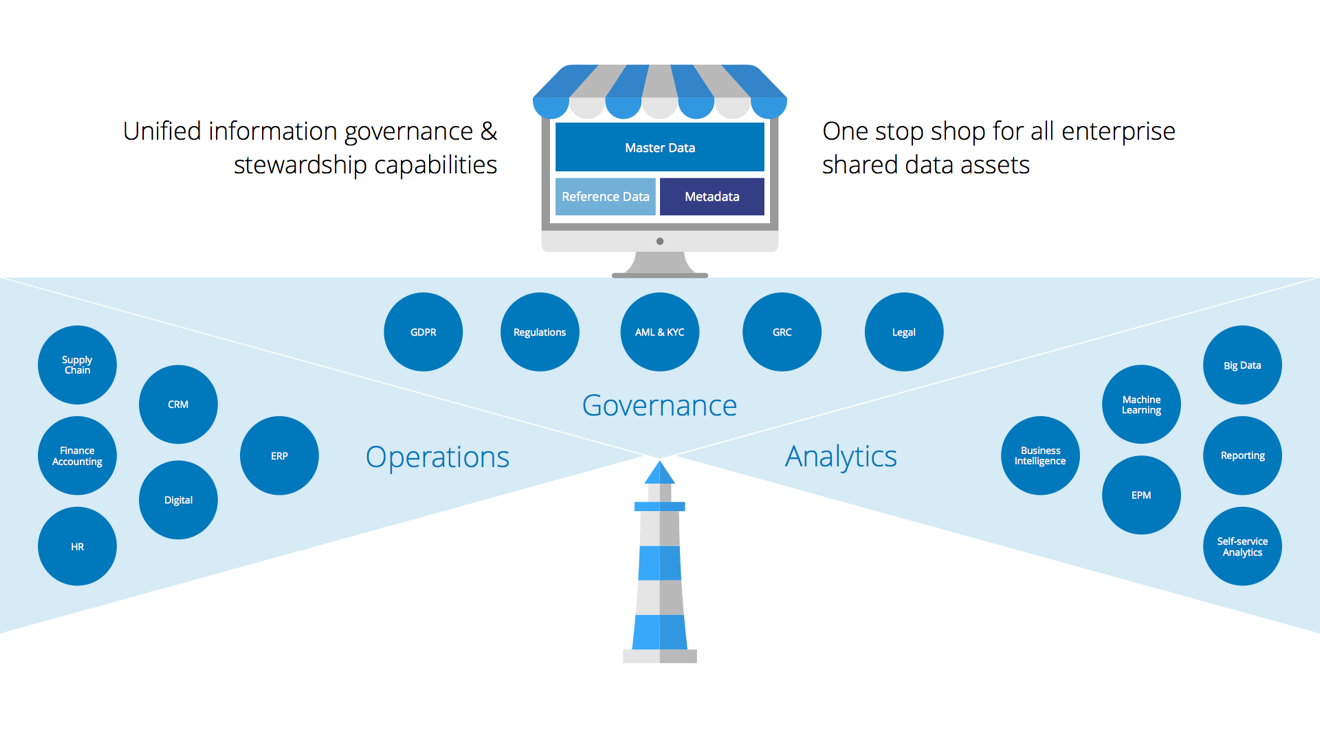 Unified information governance &
stewardship capabilities
Master Data
Reference Data
Metadata
One stop shop for all enterprise
shared data assets
GDPR
Regulations
AML & KYC
GRC
Legal
Governance
Operations
Supply
Chain
CRM
Finance
Accounting
ERP
Digital
HR
Analytics
Business
Intelligence
Machine
Learning
EPM
Big Data
Reporting
Self-service
Analytics